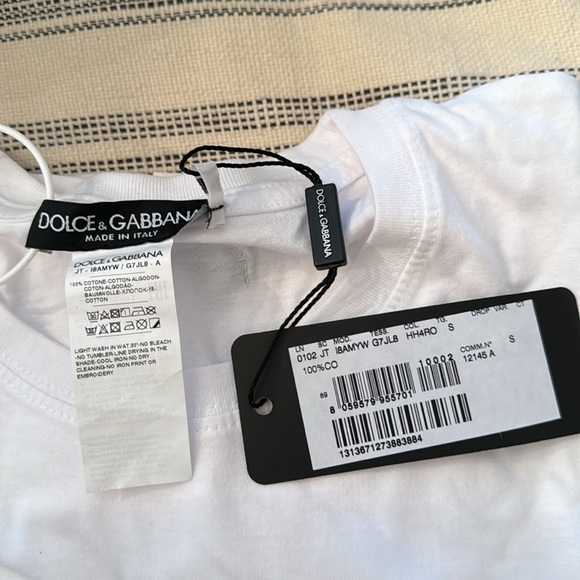 DOLCE & GABBANA
MADE IN ITALY
DOLCE & GABBANA
JT - I8AMYW / G7JL8 - A
100% COTONE-COTTON-ALGODON-
COTON-ALGODÃO-
BAUMWOLLE-ХЛОПОК-棉-
COTTON
LIGHT WASH IN WAT.30°-NO BLEACH
-NO TUMBLER-LINE DRYING IN THE
SHADE-COOL IRON-NO DRY
CLEANING-NO IRON PRINT OR
EMBROIDERY
DOLCE & GABBANA
LN SC MOD. TESS. COL. TG. DROP VAR. CT
0102 JT I8AMYW G7JL8 HH4RO S
100%CO
10002
COMM.N° S
12145 A
89
8 059579 955701
1313671273883884